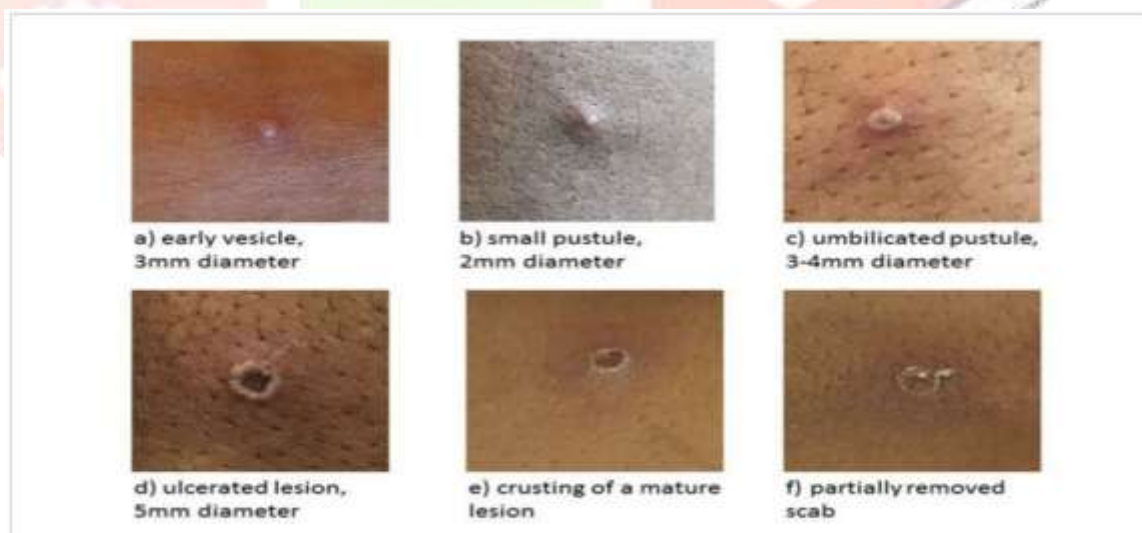 a) early vesicle,
3mm diameter
b) small pustule,
2mm diameter
c) umbilicated pustule,
3-4mm diameter
d) ulcerated lesion,
5mm diameter
e) crusting of a mature
lesion
f) partially removed
scab